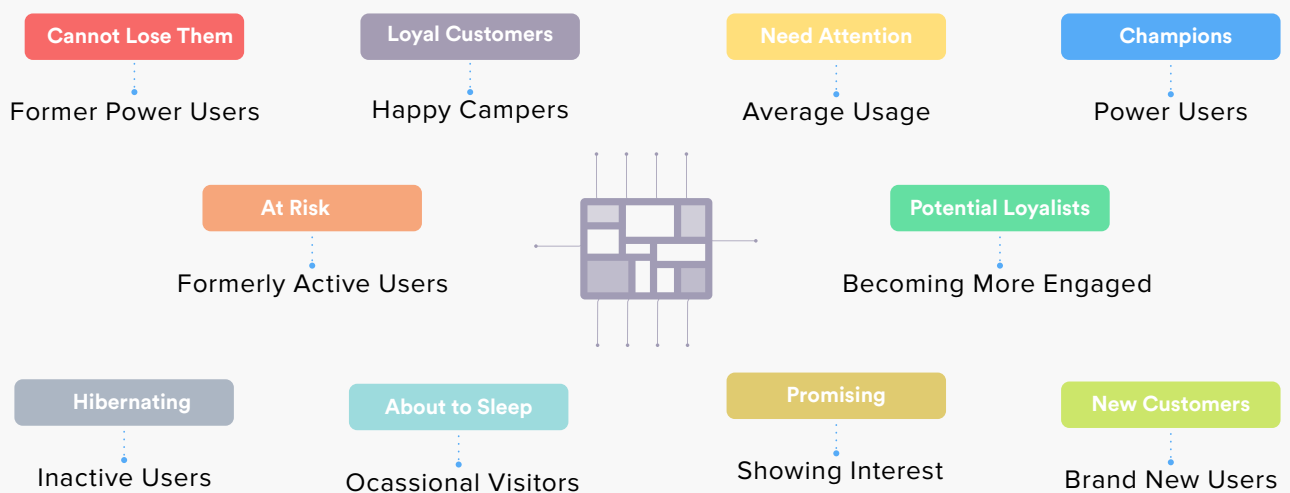 Cannot Lose Them
Former Power Users
Loyal Customers
Happy Campers
Need Attention
Average Usage
Champions
Power Users
At Risk
Formerly Active Users
Potential Loyalists
Becoming More Engaged
Hibernating
Inactive Users
About to Sleep
Ocassional Visitors
Promising
Showing Interest
New Customers
Brand New Users